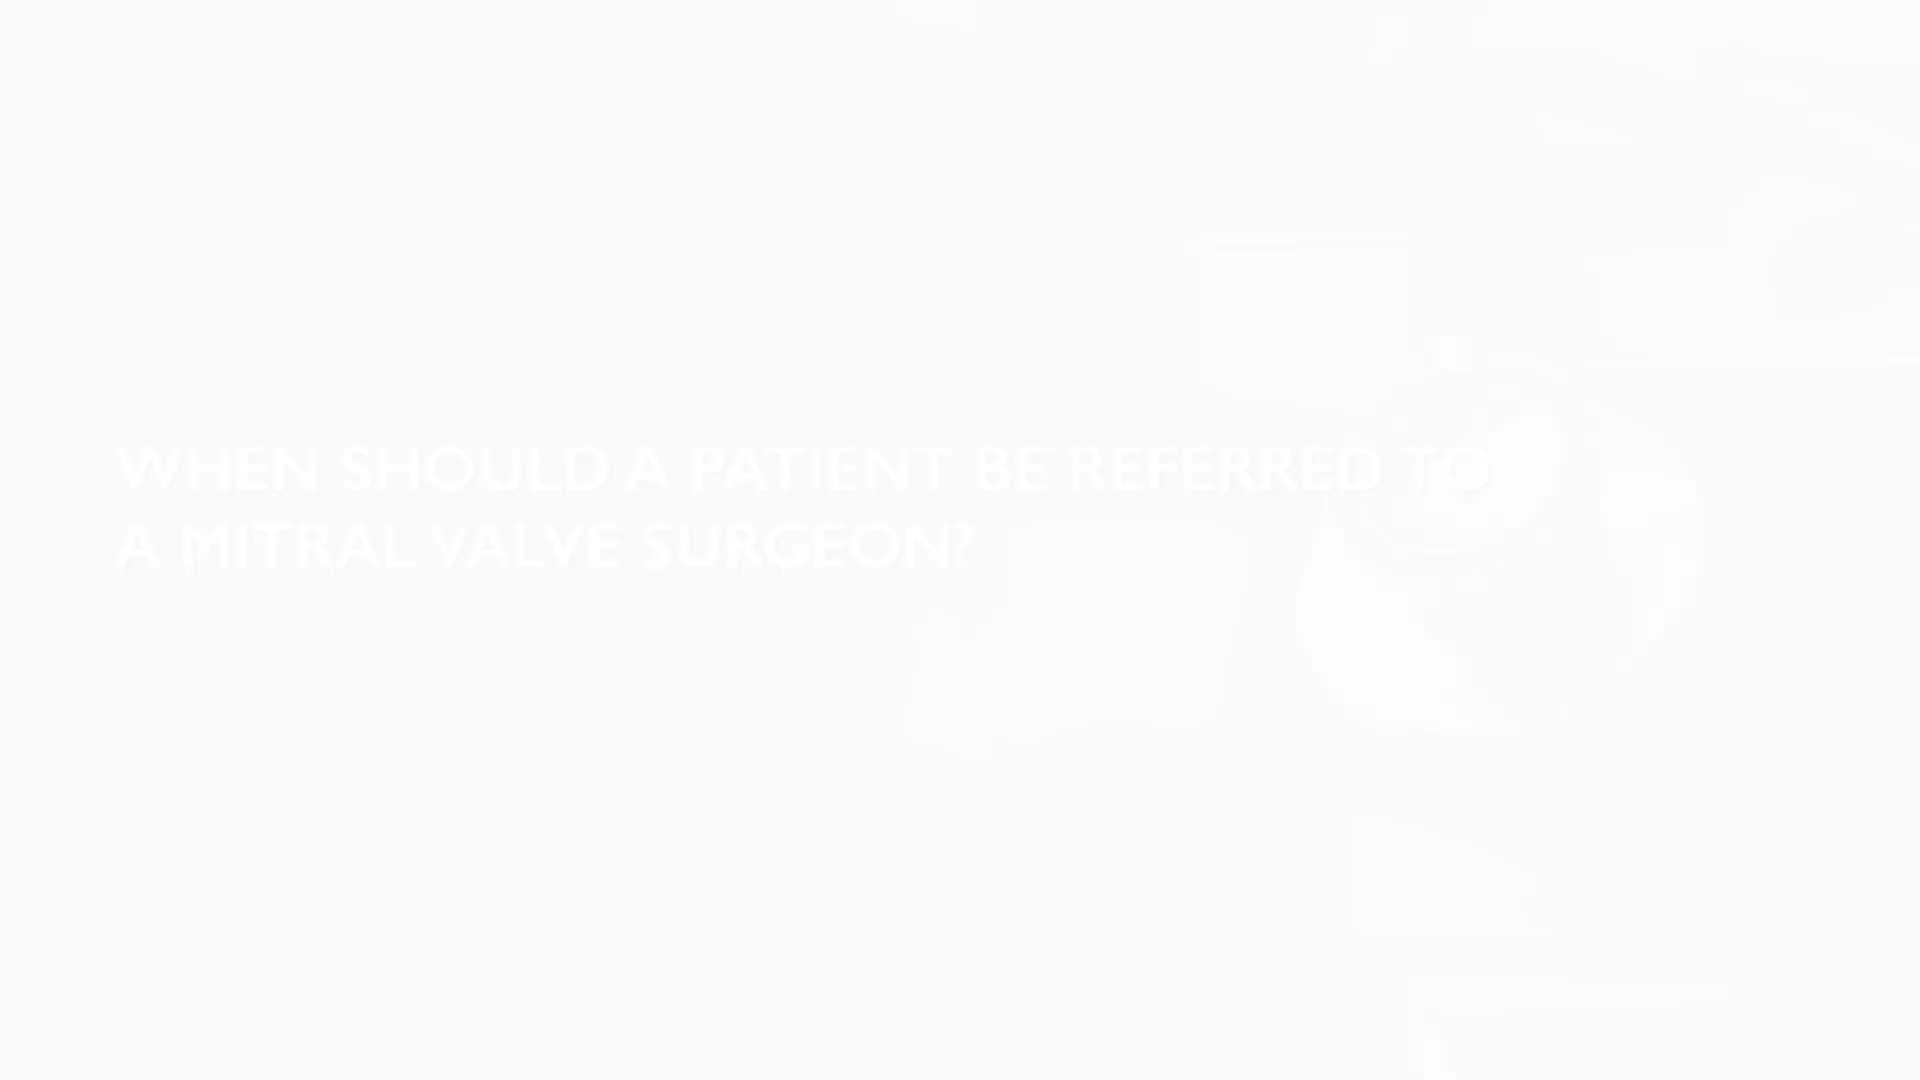 WHEN SHOULD A PATIENT BE REFERRED TO
A MITRAL VALVE SURGEON?